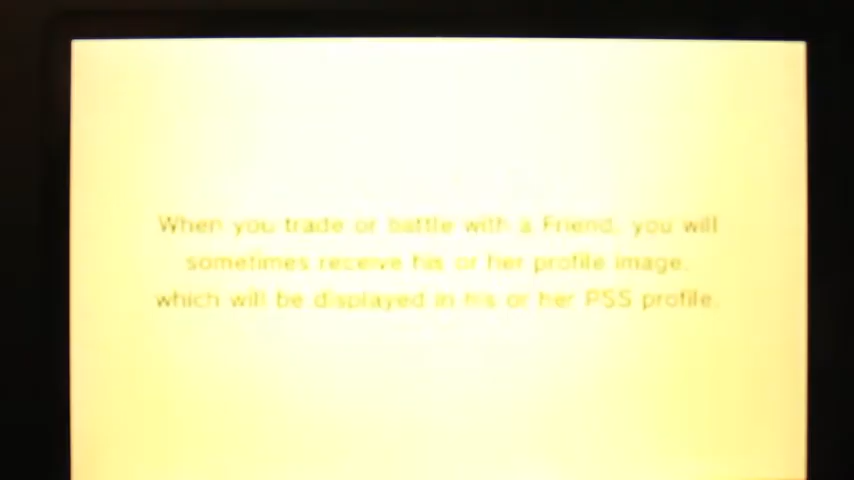 When you trade or battle with a Friend, you will
sometimes receive his or her profile image,
which will be displayed in his or her PSS profile.